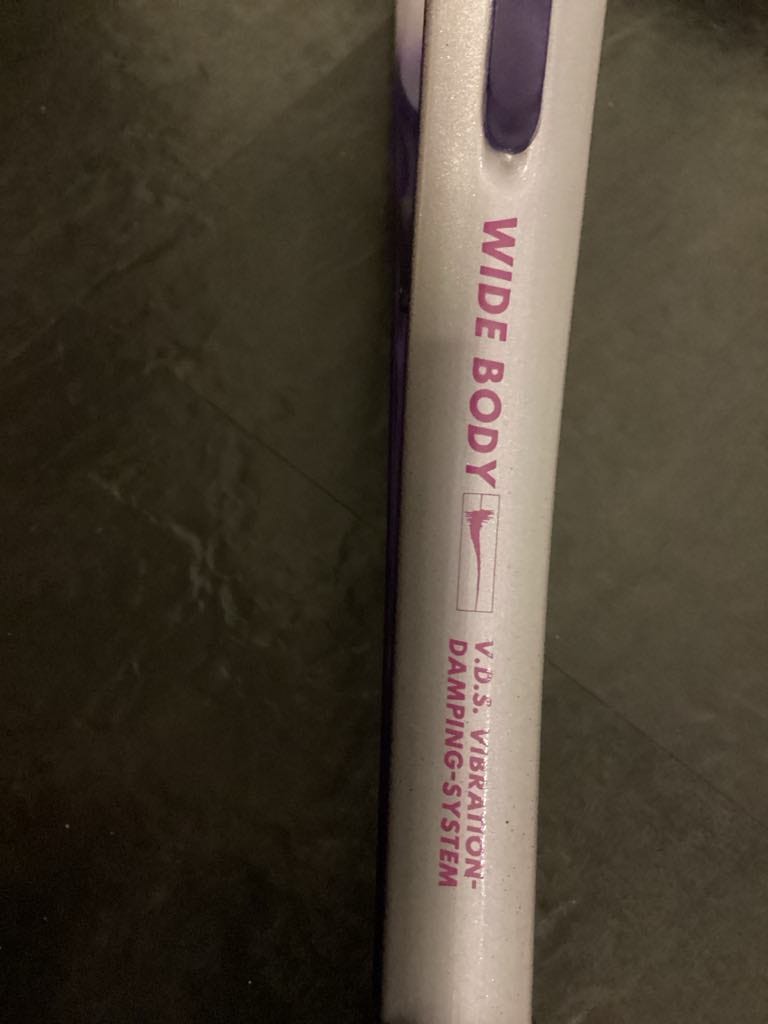 WIDE BODY
V.D.S. VIBRATION-
DAMPING-SYSTEM